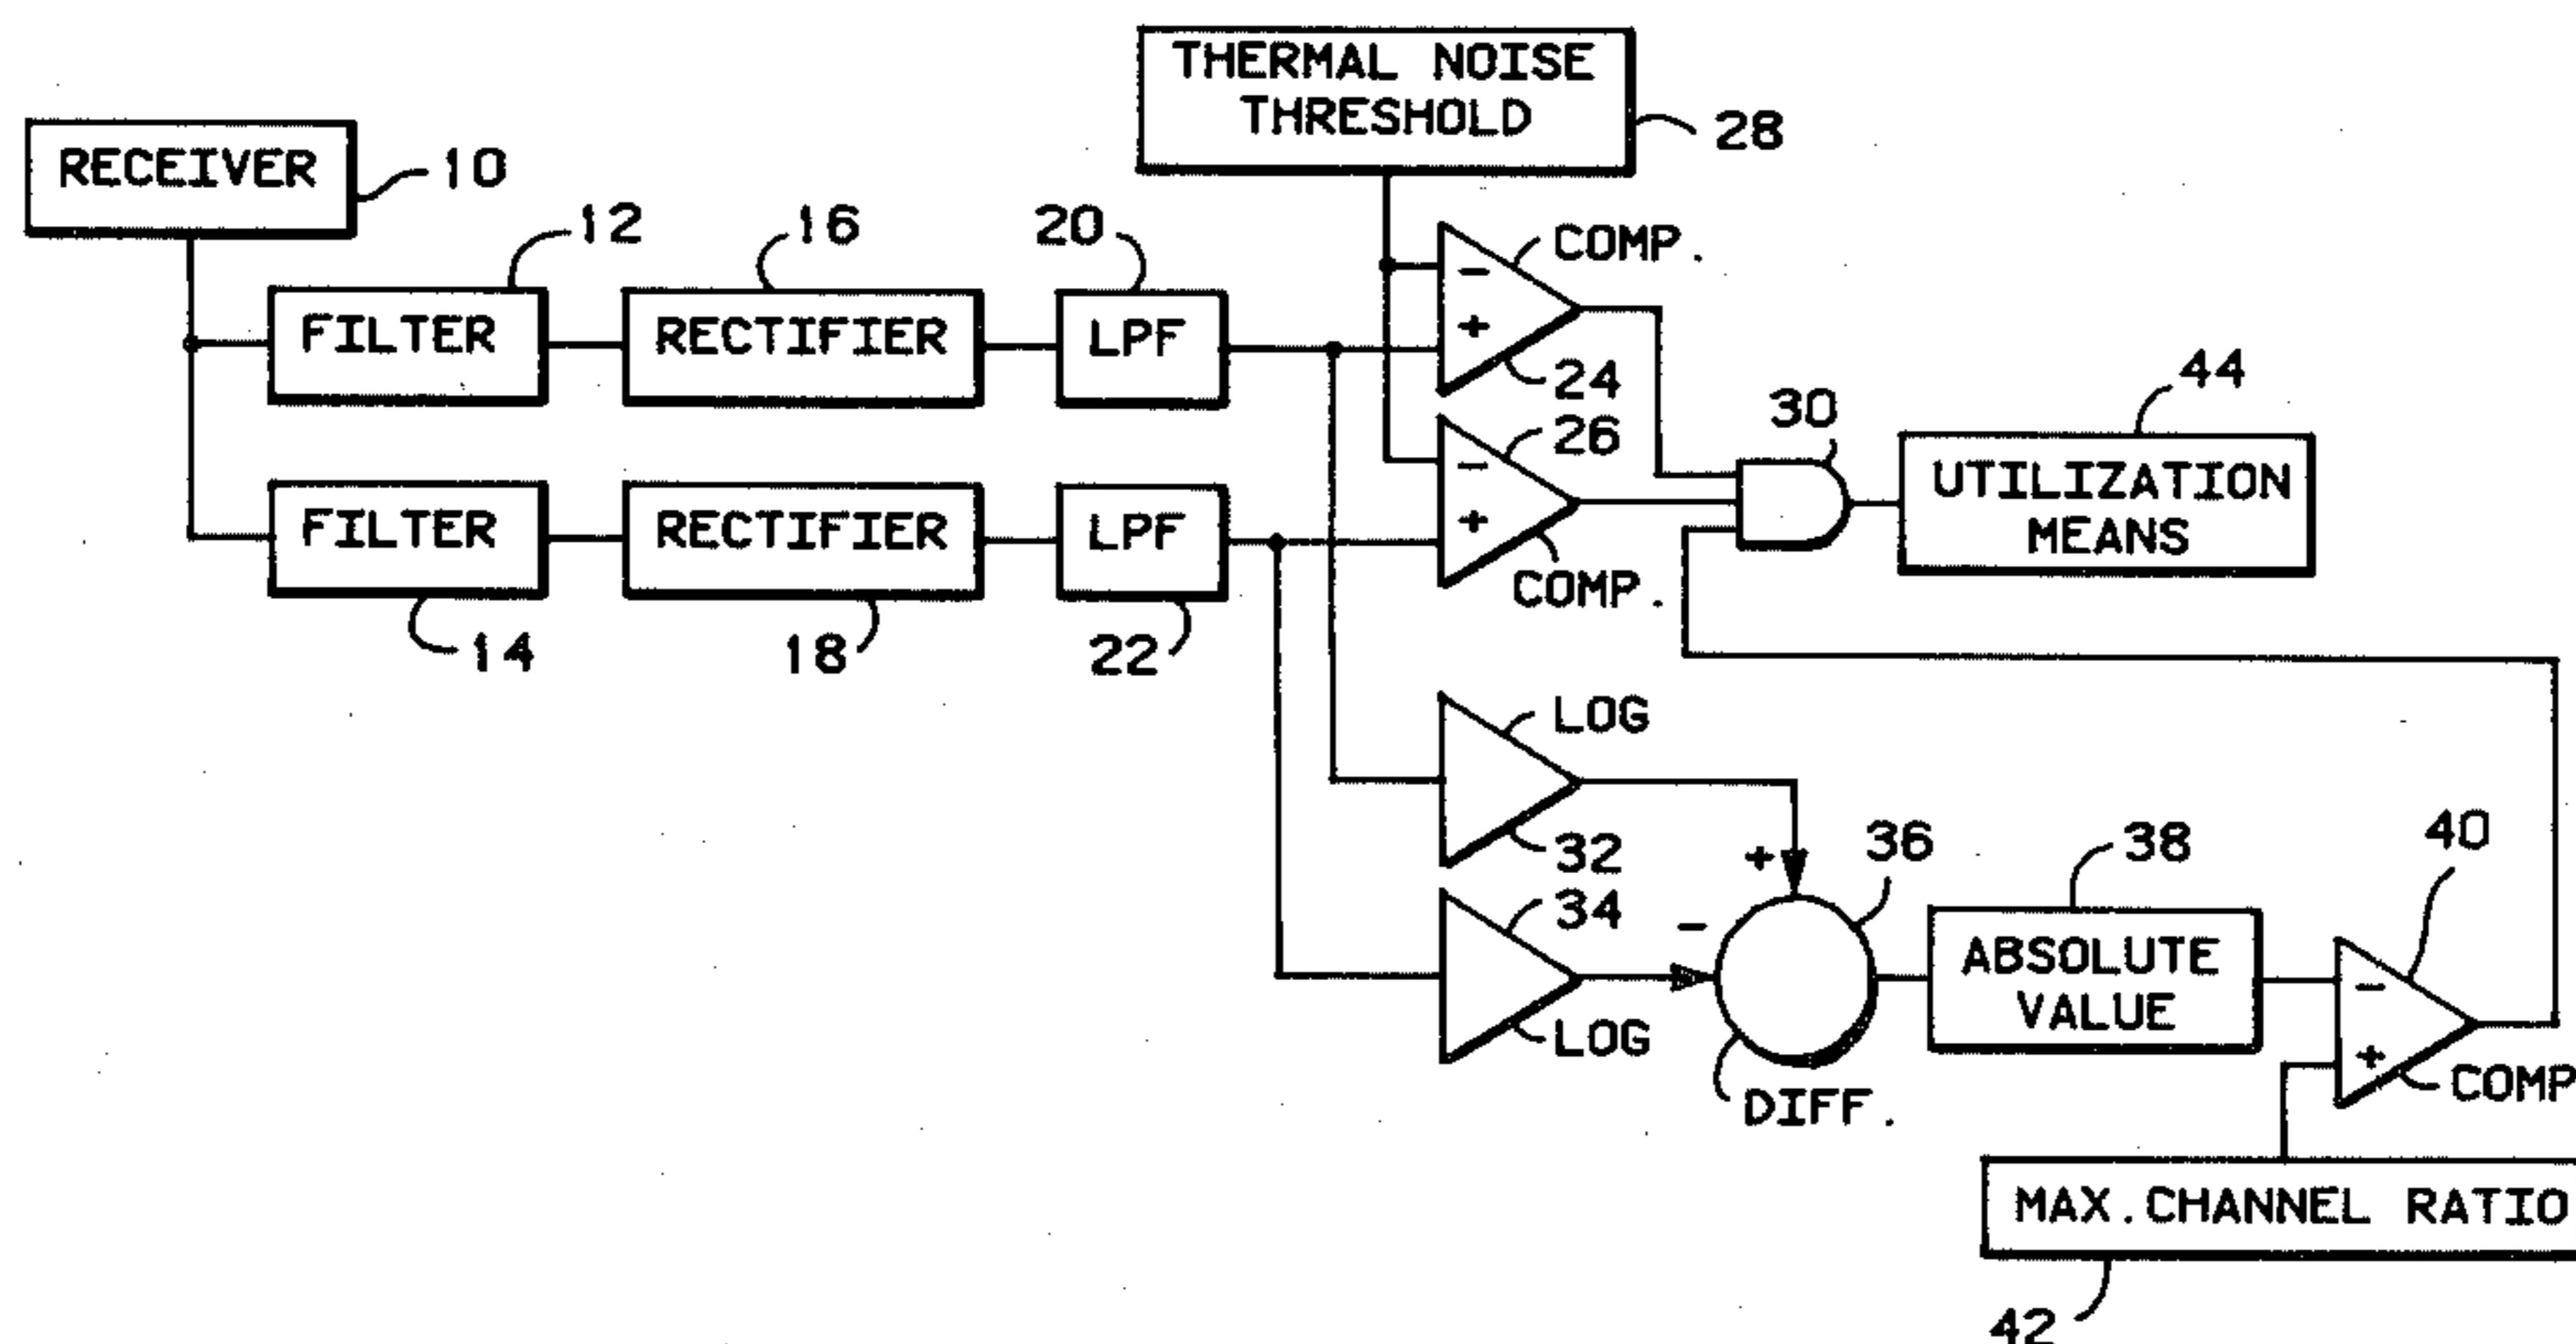 THERMAL NOISE
THRESHOLD
28
RECEIVER
10
12
16
20
COMP.
FILTER
RECTIFIER
LPF
24
44
30
26
UTILIZATION
MEANS
FILTER
RECTIFIER
LPF
COMP.
14
18
22
LOG
32
36
38
40
34
ABSOLUTE
VALUE
LOG
DIFF.
COMP
MAX. CHANNEL RATIO
42
-
+
-
+
+
-
-
+